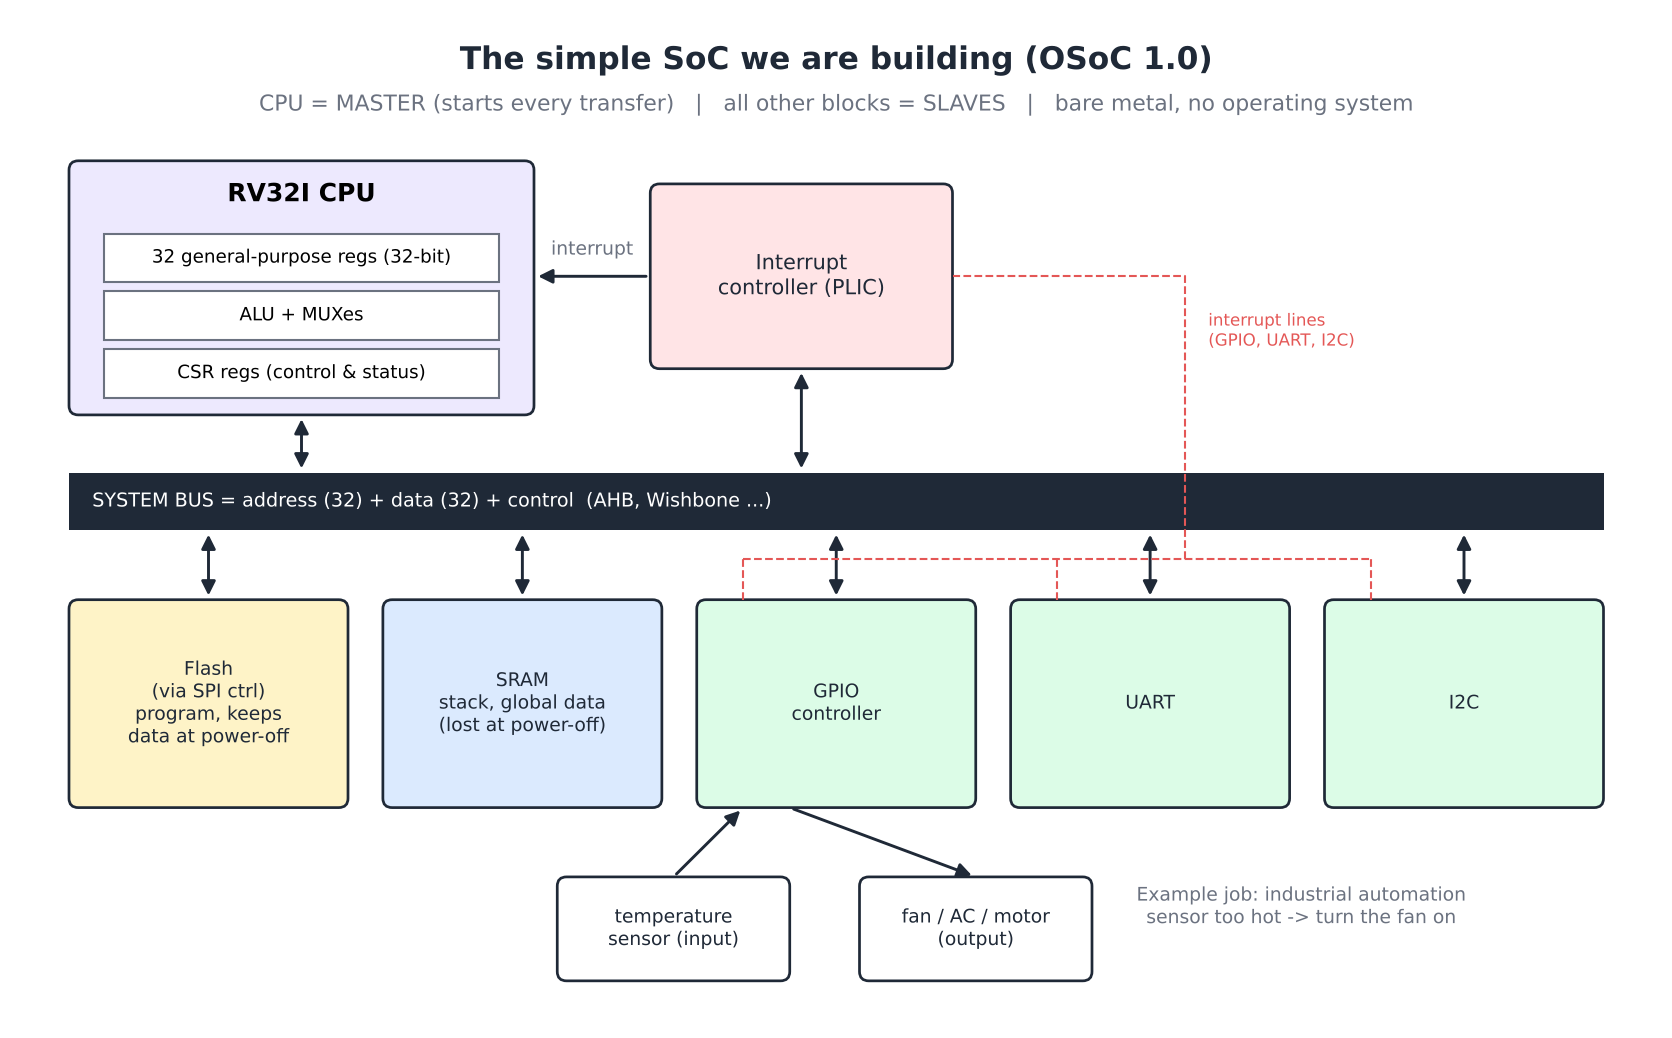 The simple SoC we are building (OSoC 1.0)
CPU = MASTER (starts every transfer)   |   all other blocks = SLAVES   |   bare metal, no operating system
RV32I CPU
32 general-purpose regs (32-bit)
ALU + MUXes
CSR regs (control & status)
interrupt
Interrupt
controller (PLIC)
interrupt lines
(GPIO, UART, I2C)
SYSTEM BUS = address (32) + data (32) + control  (AHB, Wishbone ...)
Flash
(via SPI ctrl)
program, keeps
data at power-off
SRAM
stack, global data
(lost at power-off)
GPIO
controller
UART
I2C
temperature
sensor (input)
fan / AC / motor
(output)
Example job: industrial automation
sensor too hot -> turn the fan on